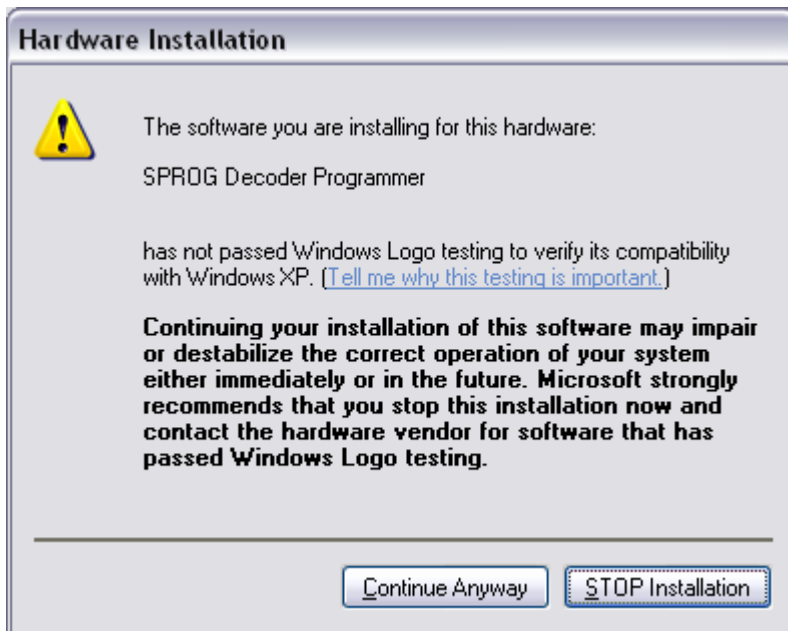 Hardware Installation
The software you are installing for this hardware:
SPROG Decoder Programmer
has not passed Windows Logo testing to verify its compatibility
with Windows XP. (Tell me why this testing is important.)
Continuing your installation of this software may impair
or destabilize the correct operation of your system
either immediately or in the future. Microsoft strongly
recommends that you stop this installation now and
contact the hardware vendor for software that has
passed Windows Logo testing.
Continue Anyway
STOP Installation